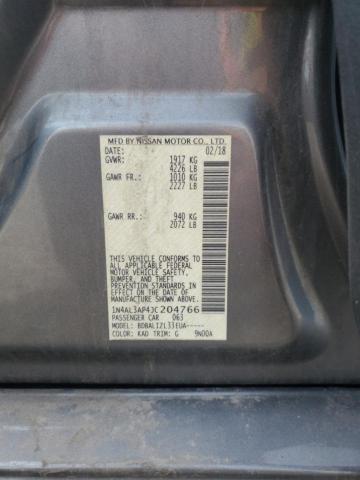 MFD BY NISSAN MOTOR CO., LTD.
DATE: 02/18
GVWR: 1917 KG
4226 LB
GAWR FR.: 1010 KG
2227 LB
GAWR RR.: 940 KG
2072 LB
THIS VEHICLE CONFORMS TO ALL
APPLICABLE FEDERAL
MOTOR VEHICLE SAFETY,
BUMPER, AND THEFT
PREVENTION STANDARDS
IN EFFECT ON THE DATE OF
MANUFACTURE SHOWN ABOVE.
1N4AL3AP4JC204766
PASSENGER CAR 063
MODEL: BDBALIZL33EUA-----
COLOR: KAD TRIM: G 9N00A